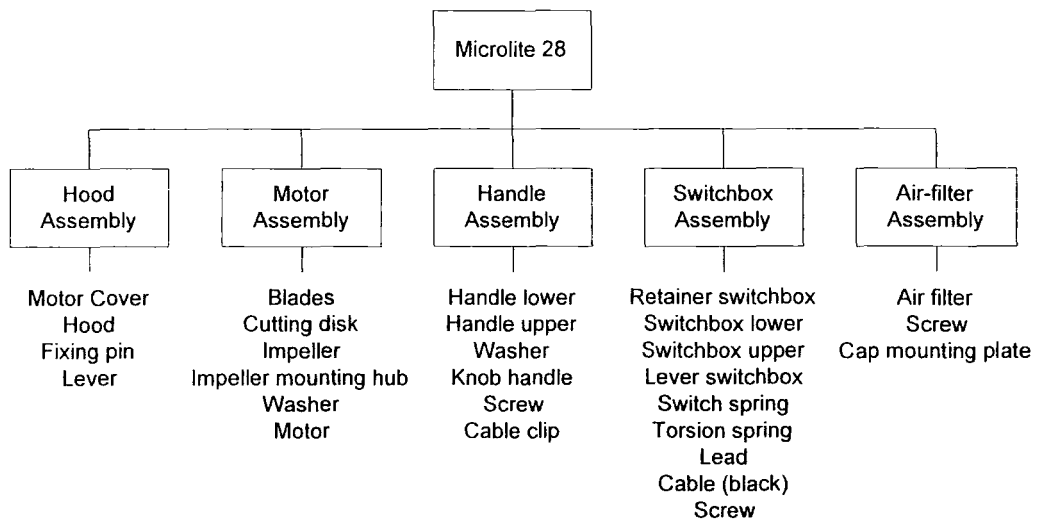 Microlite 28
Hood
Assembly
Motor
Assembly
Handle
Assembly
Switchbox
Assembly
Air-filter
Assembly
Motor Cover
Hood
Fixing pin
Lever
Blades
Cutting disk
Impeller
Impeller mounting hub
Washer
Motor
Handle lower
Handle upper
Washer
Knob handle
Screw
Cable clip
Retainer switchbox
Switchbox lower
Switchbox upper
Lever switchbox
Switch spring
Torsion spring
Lead
Cable (black)
Screw
Air filter
Screw
Cap mounting plate